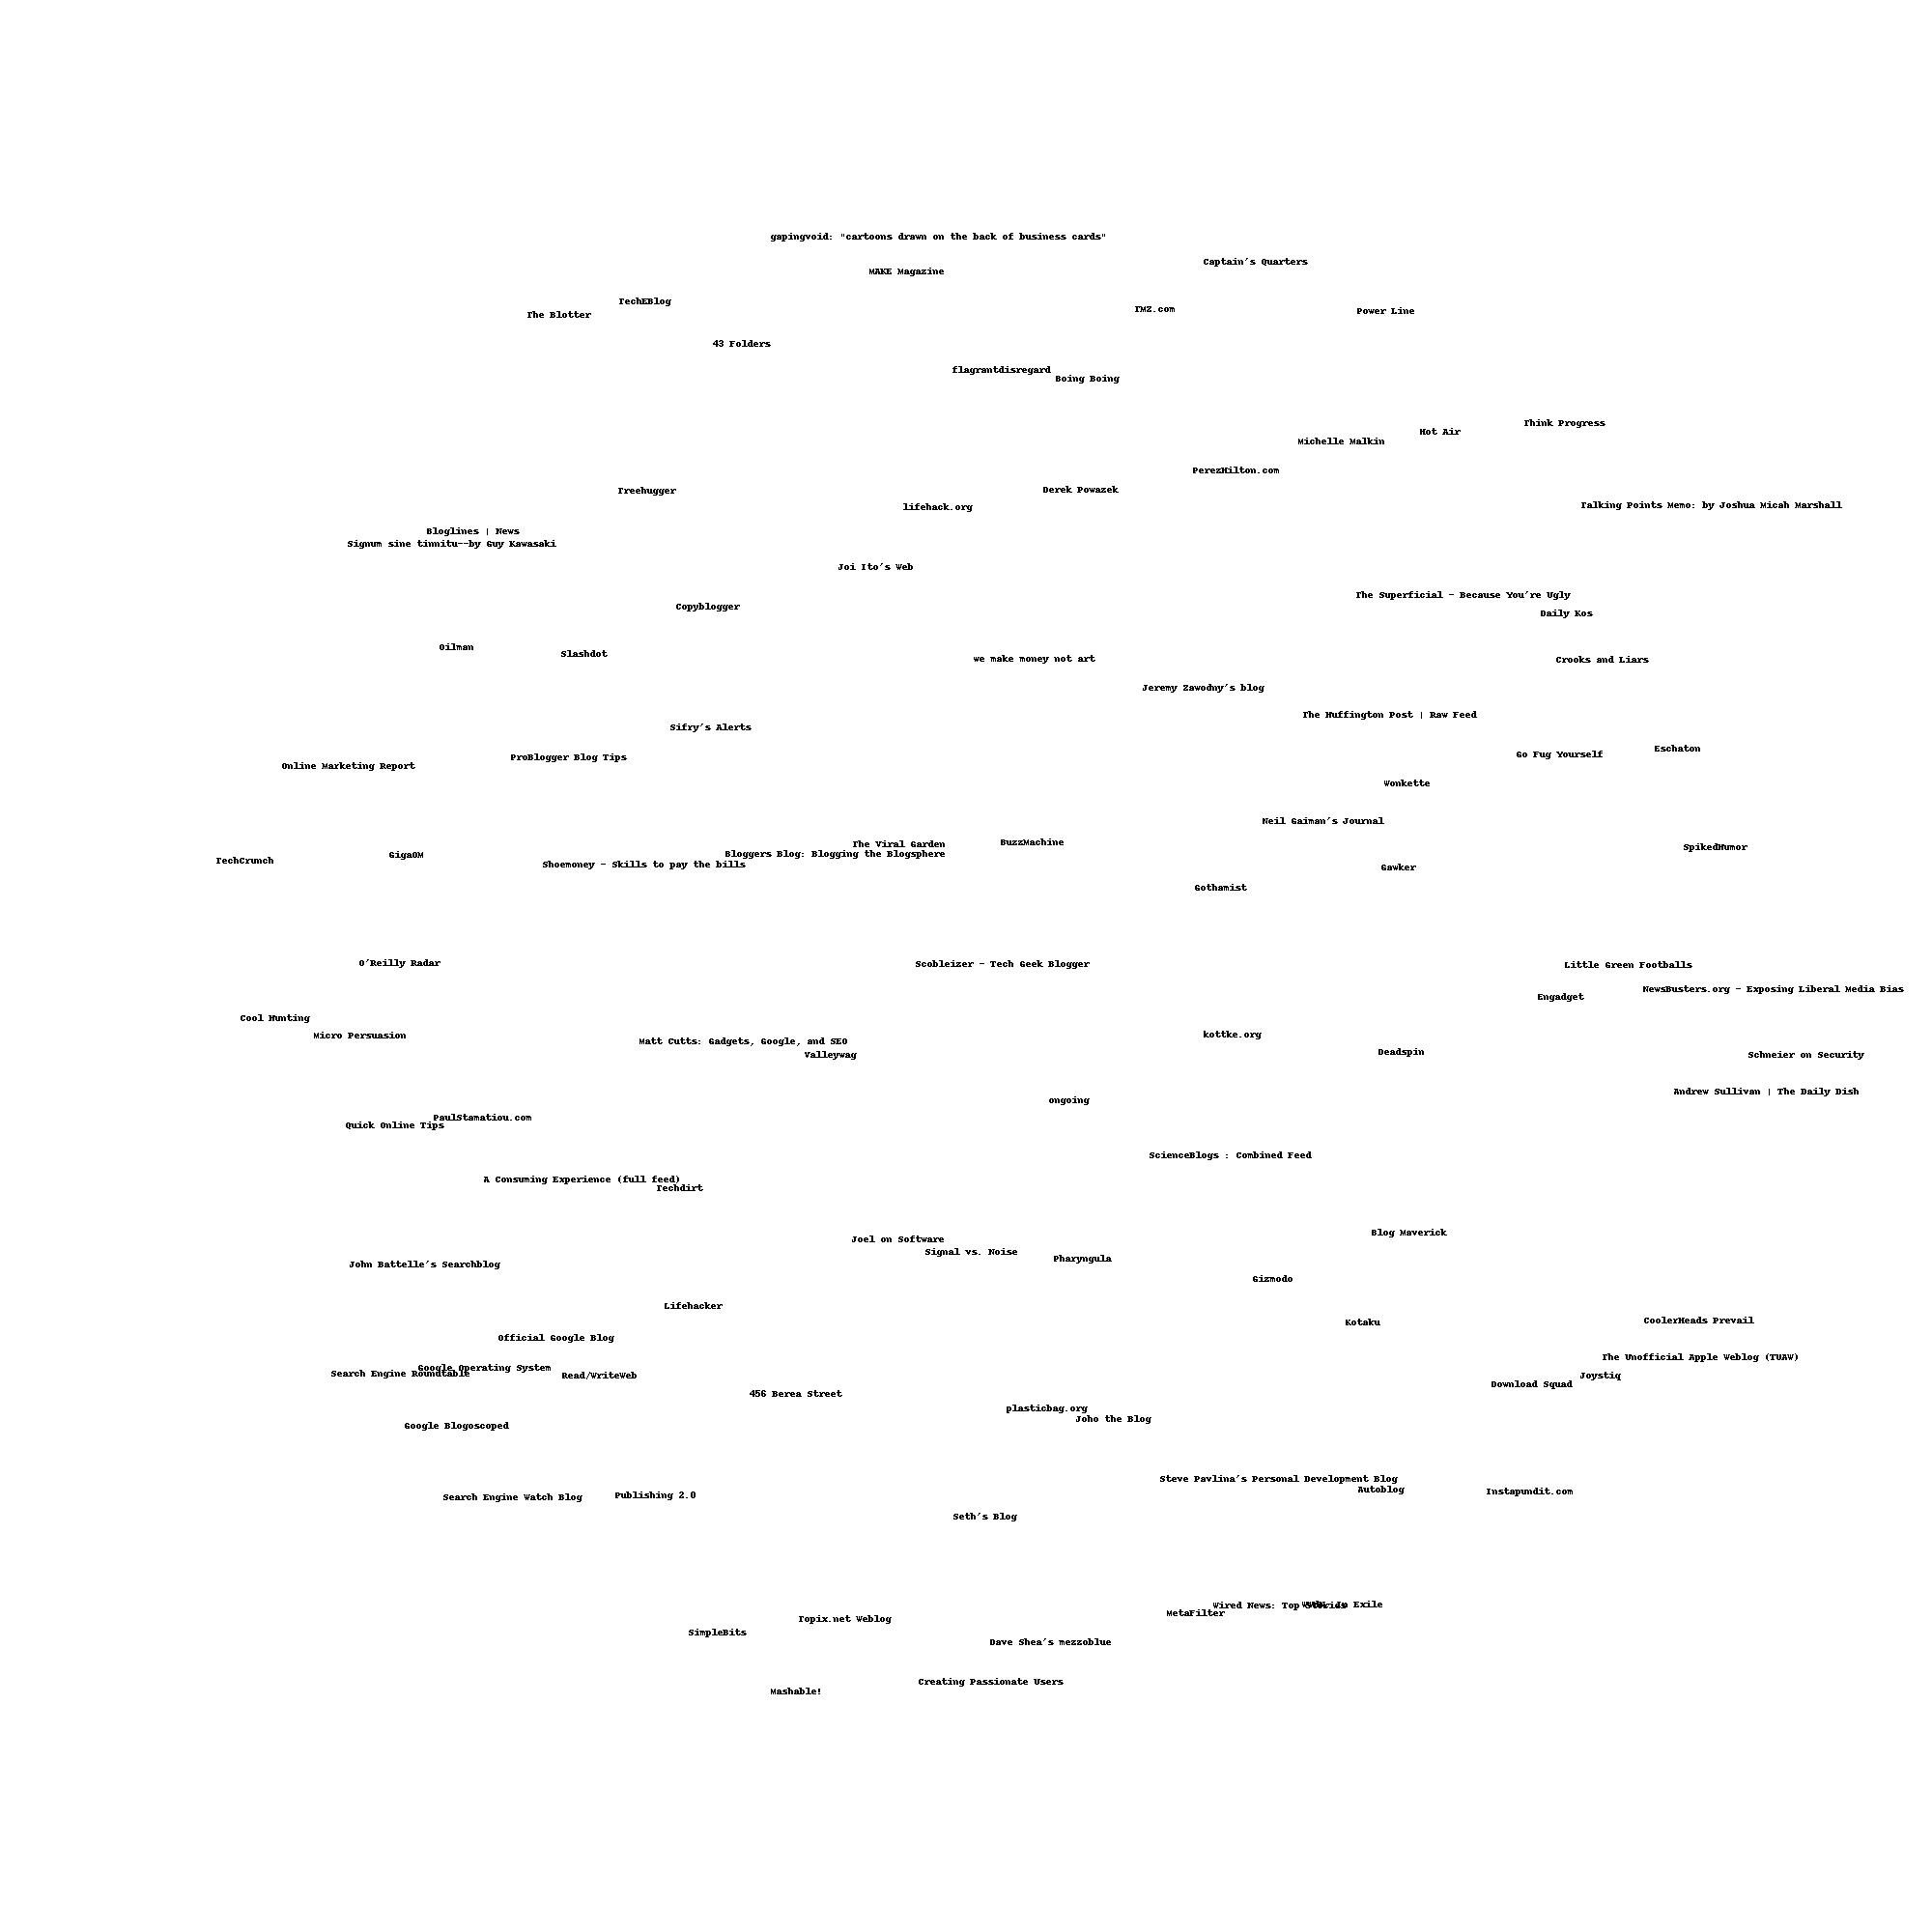 gapingvoid: "cartoons drawn on the back of business cards"
Captain's Quarters
MAKE Magazine
TechEBlog
TMZ.com
Power Line
The Blotter
43 Folders
flagrantdisregard
Boing Boing
Think Progress
Hot Air
Michelle Malkin
PerezHilton.com
Treehugger
Derek Powazek
lifehack.org
Talking Points Memo: by Joshua Micah Marshall
Bloglines | News
Signum sine tinnitu--by Guy Kawasaki
Joi Ito's Web
The Superficial - Because You're Ugly
Copyblogger
Daily Kos
Oilman
Slashdot
we make money not art
Crooks and Liars
Jeremy Zawodny's blog
The Huffington Post | Raw Feed
Sifry's Alerts
Eschaton
Go Fug Yourself
ProBlogger Blog Tips
Online Marketing Report
Wonkette
Neil Gaiman's Journal
BuzzMachine
The Viral Garden
SpikedHumor
Bloggers Blog: Blogging the Blogsphere
GigaOM
TechCrunch
Shoemoney - Skills to pay the bills
Gawker
Gothamist
O'Reilly Radar
Scobleizer - Tech Geek Blogger
Little Green Footballs
NewsBusters.org - Exposing Liberal Media Bias
Engadget
Cool Hunting
Micro Persuasion
kottke.org
Matt Cutts: Gadgets, Google, and SEO
Deadspin
Valleywag
Schneier on Security
Andrew Sullivan | The Daily Dish
ongoing
PaulStamatiou.com
Quick Online Tips
ScienceBlogs : Combined Feed
A Consuming Experience (full feed)
Techdirt
Blog Maverick
Joel on Software
Signal vs. Noise
Pharyngula
John Battelle's Searchblog
Gizmodo
Lifehacker
CoolerHeads Prevail
Kotaku
Official Google Blog
The Unofficial Apple Weblog (TUAW)
Google Operating System
Search Engine Roundtable
Read/WriteWeb
Joystiq
Download Squad
456 Berea Street
plasticbag.org
Joho the Blog
Google Blogoscoped
Steve Pavlina's Personal Development Blog
Autoblog
Instapundit.com
Publishing 2.0
Search Engine Watch Blog
Seth's Blog
Wired News: Top Stories
In Exile
MetaFilter
Topix.net Weblog
SimpleBits
Dave Shea's mezzoblue
Creating Passionate Users
Mashable!